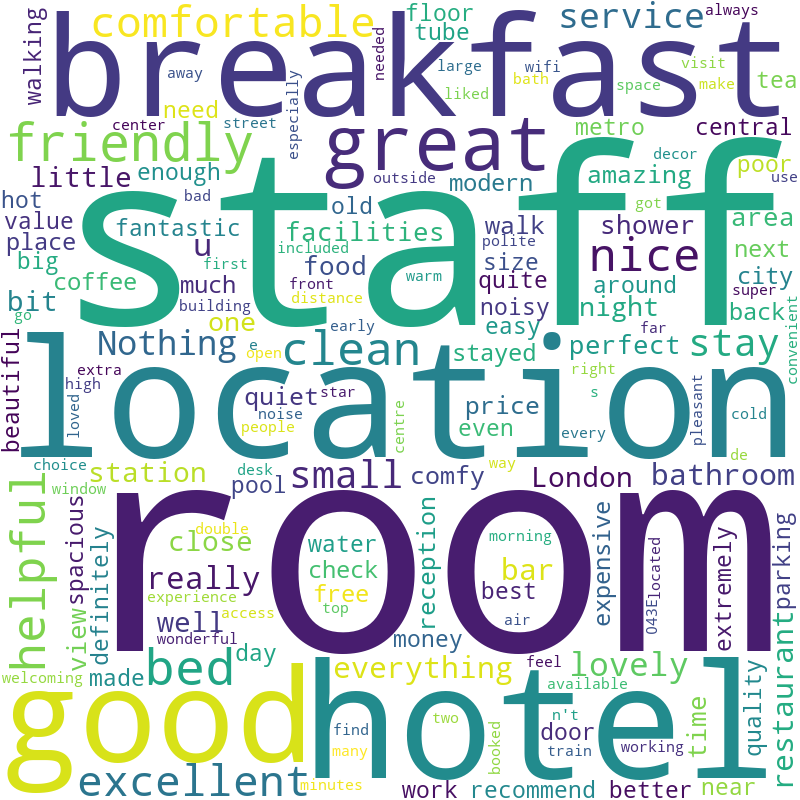 always
floor
comfortable
service
tube
walking
breakfast
away
needed
large
wifi
visit
bath
make
liked
space
tea
need
especially
center
street
metro
central
friendly
great
decor
poor
little
enough
outside
modern
amazing
got
use
hot
bad
staff
old
value
fantastic
facilities
walk
shower
area
place
u
included
polite
nice
next
big
first
food
size
coffee
much
front
warm
quite
around
city
bit
building
distance
noisy
night
super
back
go
one
early
easy
far
Nothing
e
open
clean
stayed
perfect
stay
convenient
beautiful
extra
location
right
high
loved
quiet
star
price
s
noise
people
centre
even
every
pleasant
cold
choice
desk
way
de
station
small
comfy
London
bathroom
window
pool
room
helpful
spacious
double
morning
close
water
reception
expensive
parking
definitely
view
really
check
bar
best
located
O43E
extremely
experience
free
access
top
air
well
wonderful
money
restaurant
day
bed
everything
feel
lovely
welcoming
made
available
quality
good
hotel
two
n't
time
find
door
many
booked
train
working
excellent
minutes
work
recommend
better
near